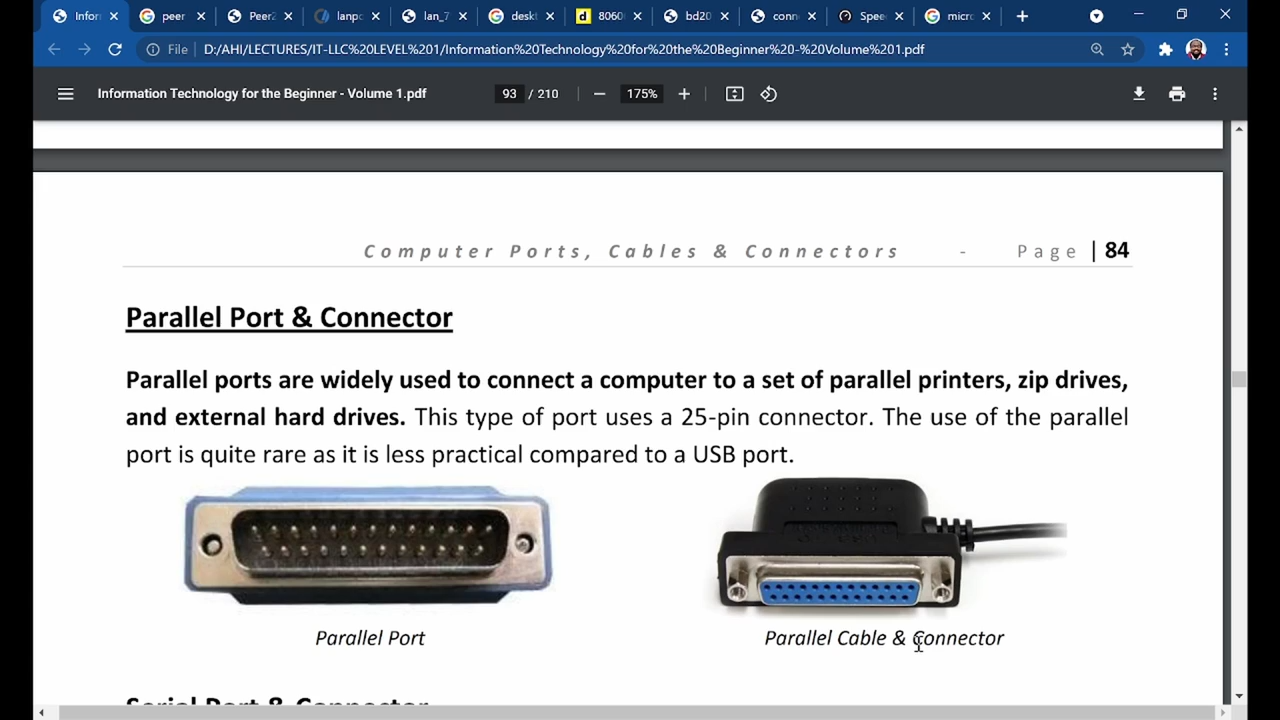 Inforn
peer
Peer2
lanpo
lan_7
deskt
8060
bd20
conn
Spee
micro
File D:/AHI/LECTURES/IT-LLC%20LEVEL%201/Information%20Technology%20for%20the%20Beginner%20-%20Volume%201.pdf
Information Technology for the Beginner - Volume 1.pdf 93 / 210 175%
Computer Ports, Cables & Connectors - Page | 84
Parallel Port & Connector
Parallel ports are widely used to connect a computer to a set of parallel printers, zip drives,
and external hard drives. This type of port uses a 25-pin connector. The use of the parallel
port is quite rare as it is less practical compared to a USB port.
Parallel Port
Parallel Cable & Connector
Serial Port & Connector